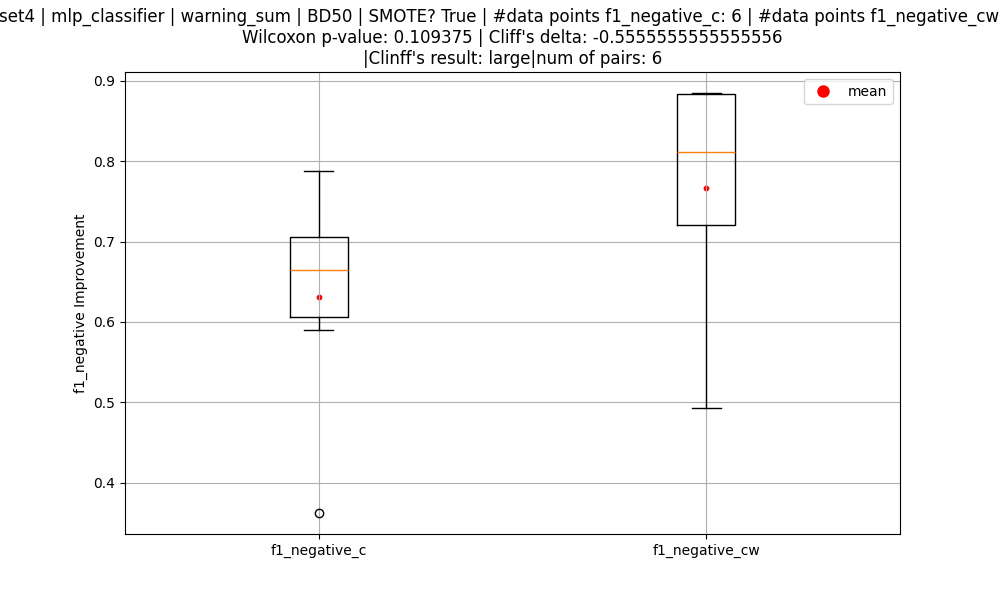 set4 | mlp_classifier | warning_sum | BD50 | SMOTE? True | #data points f1_negative_c: 6 | #data points f1_negative_cw
Wilcoxon p-value: 0.109375 | Cliff's delta: -0.5555555555555556
|Clinff's result: large|num of pairs: 6
mean
0.9
0.8
0.7
0.6
0.5
0.4
f1_negative Improvement
f1_negative_c
f1_negative_cw